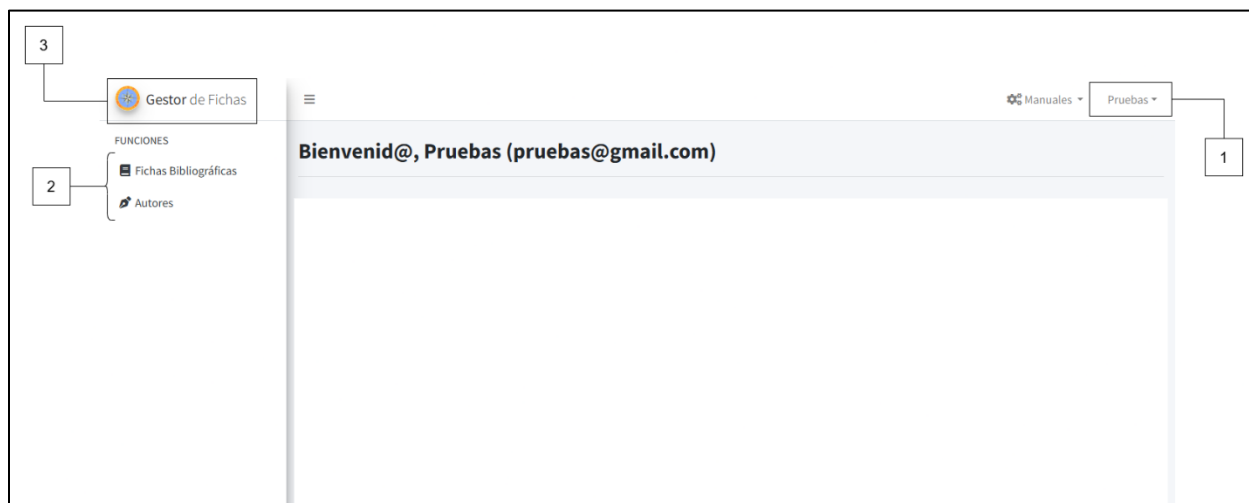 3
Gestor de Fichas
Manuales
Pruebas
FUNCIONES
Bienvenid@, Pruebas (pruebas@gmail.com)
1
Fichas Bibliográficas
2
Autores